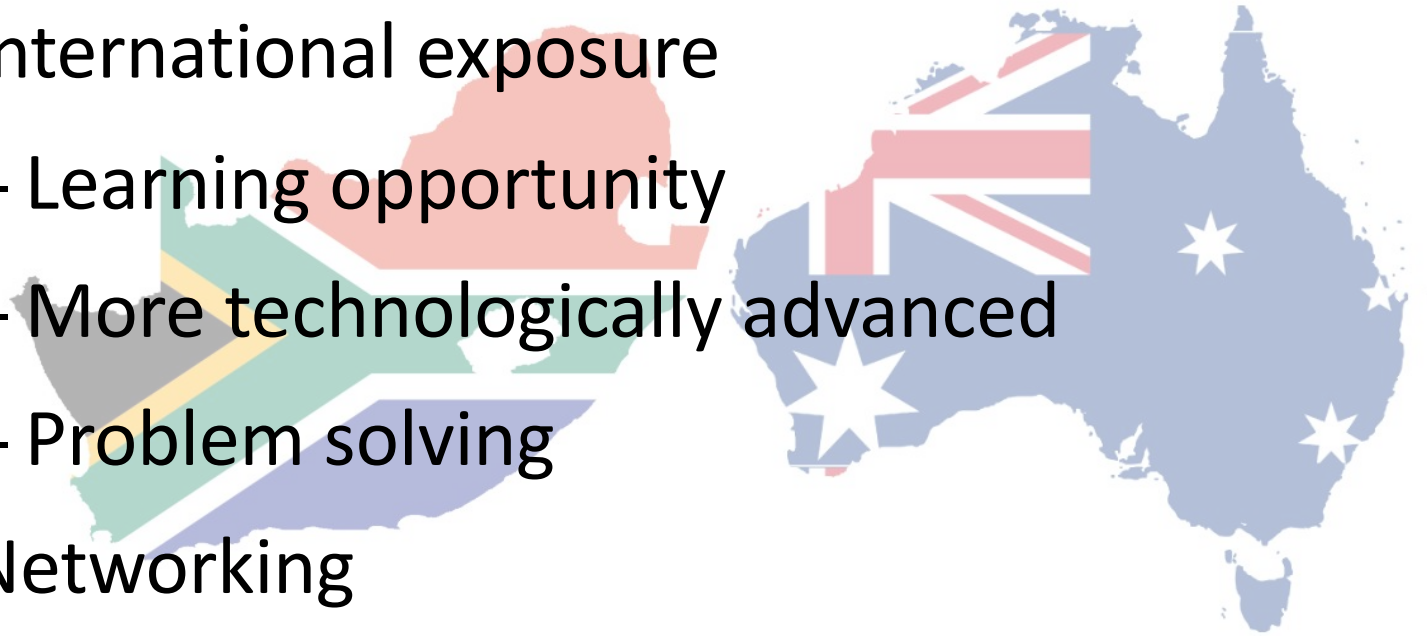 nternational exposure
- Learning opportunity
- More technologically advanced
- Problem solving
Networking